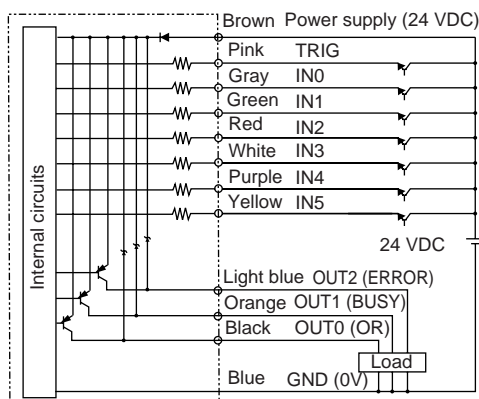 Brown Power supply (24 VDC)
Pink TRIG
Gray IN0
Green IN1
Red IN2
White IN3
Purple IN4
Yellow IN5
Internal circuits
24 VDC
Light blue OUT2 (ERROR)
Orange OUT1 (BUSY)
Black OUT0 (OR)
Load
Blue GND (0V)